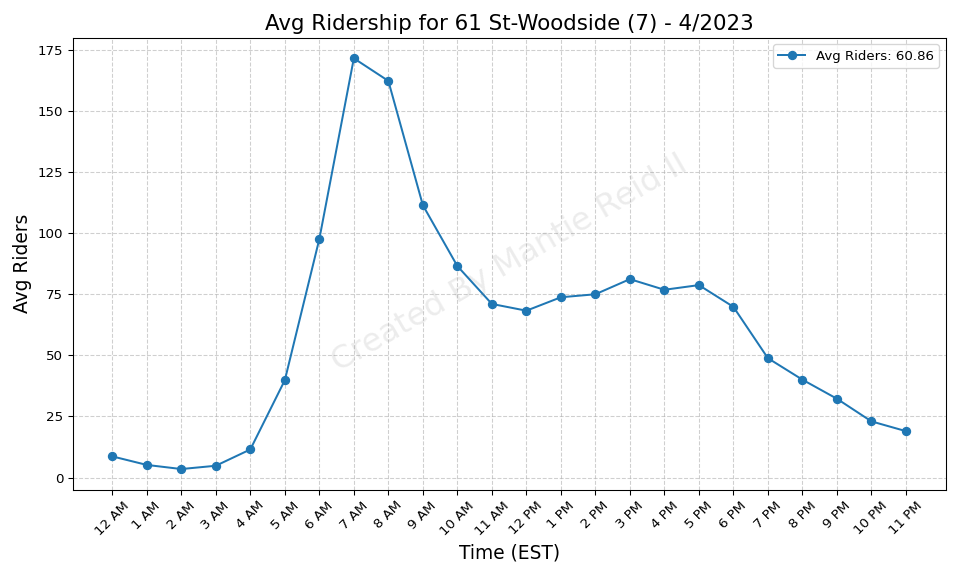 Avg Ridership for 61 St-Woodside (7) - 4/2023
Avg Riders: 60.86
Avg Riders
175
150
125
100
75
50
25
0
Created By Mantie Reid II
12 AM
1 AM
2 AM
3 AM
4 AM
5 AM
6 AM
7 AM
8 AM
9 AM
10 AM
11 AM
12 PM
1 PM
2 PM
3 PM
4 PM
5 PM
6 PM
7 PM
8 PM
9 PM
10 PM
11 PM
Time (EST)